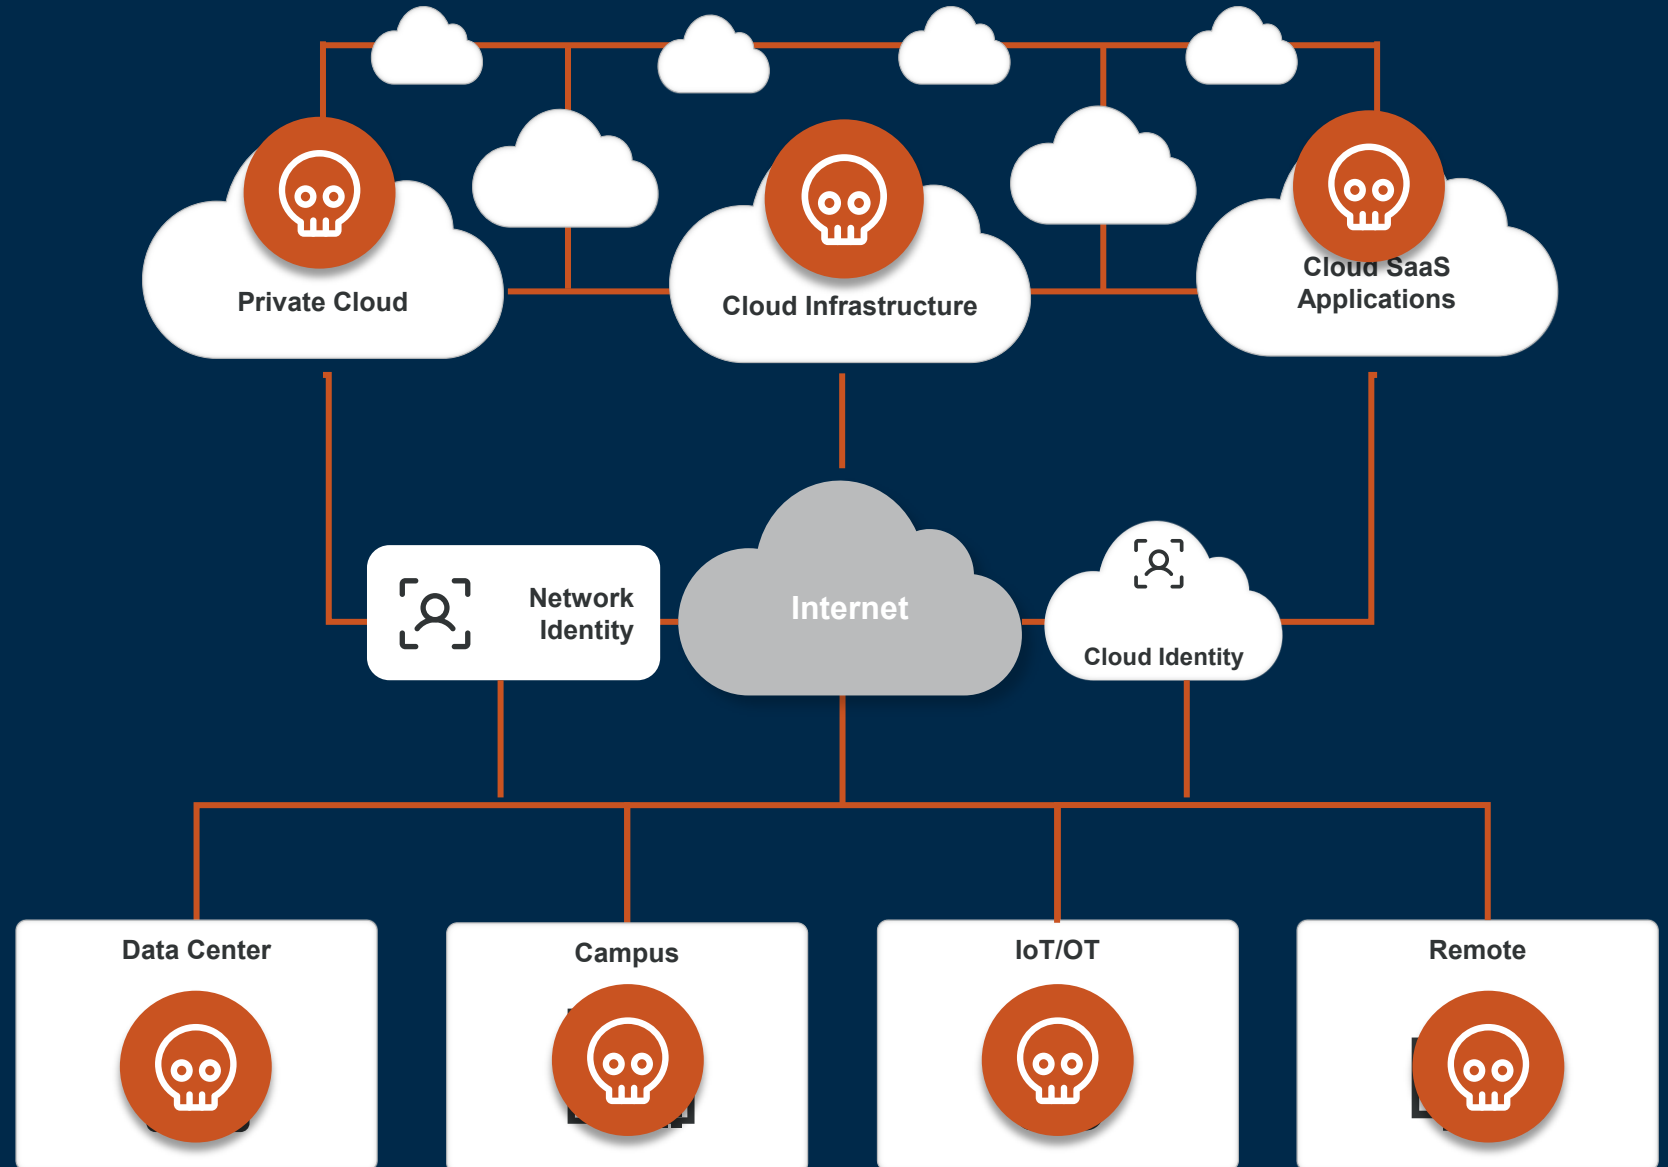 Private Cloud
Cloud Infrastructure
Cloud SaaS
Applications
Network
Identity
Internet
Cloud Identity
Data Center
Campus
IoT/OT
Remote